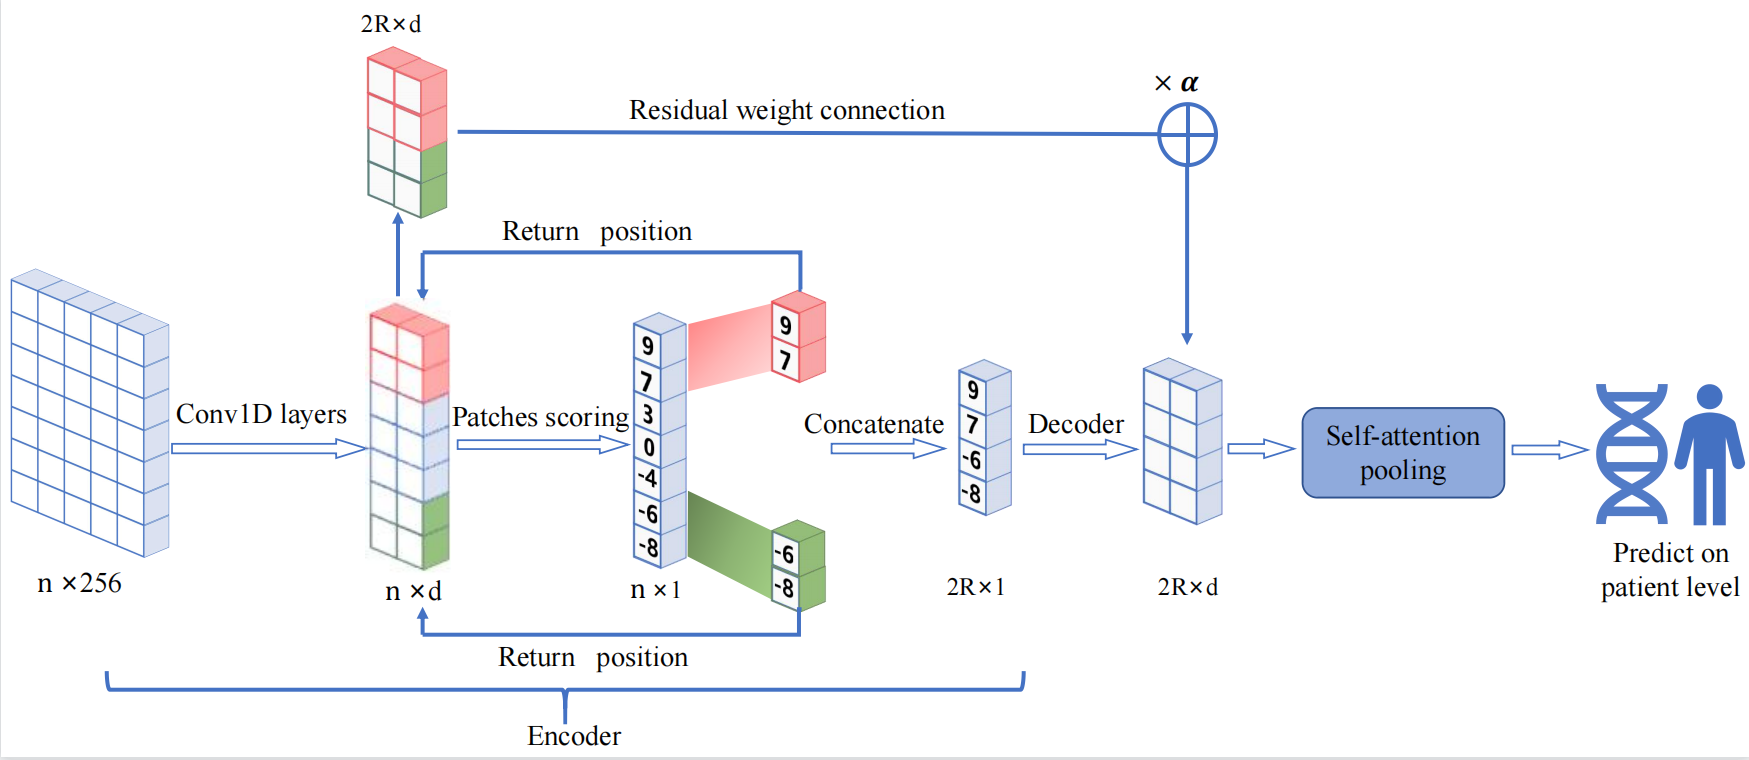 2R×d
× α
Residual weight connection
Return position
9
7
9
7
3
0
-4
-6
-8
9
7
-6
-8
Conv1D layers
Patches scoring
Concatenate
Decoder
Self-attention
pooling
-6
-8
n ×256
n ×d
n ×1
2R×1
2R×d
Predict on
patient level
Return position
Encoder